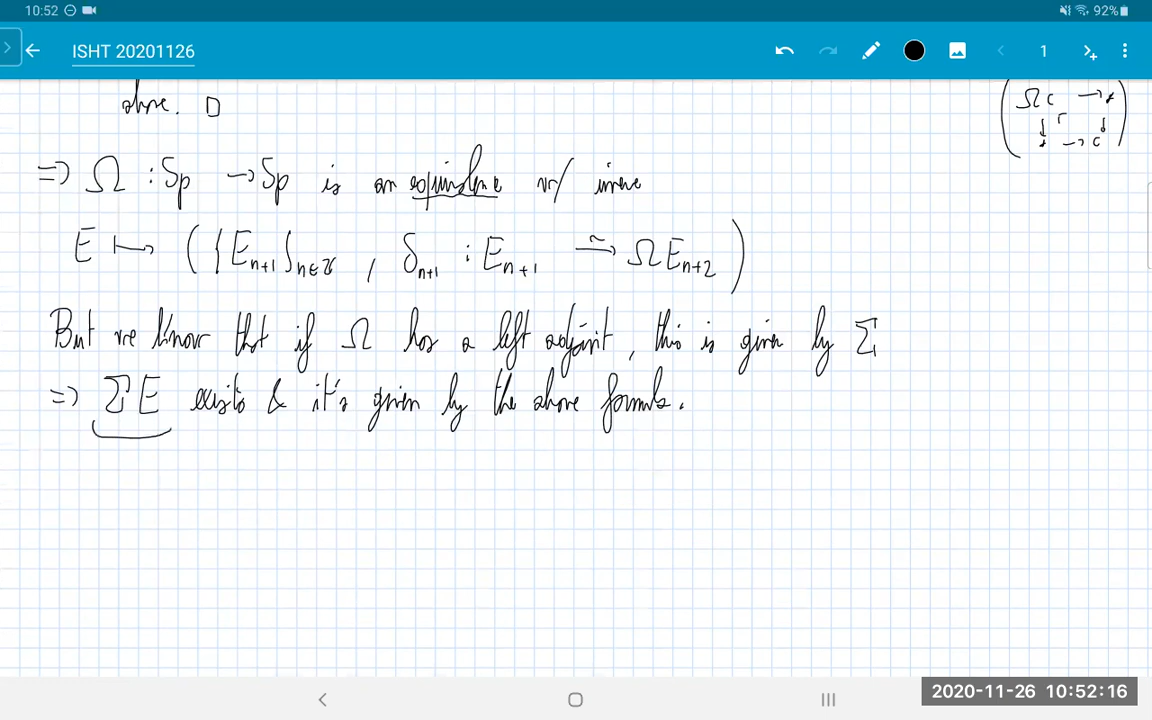 10:52
92%
ISHT 20201126
1
above. □
(ΩC → * ↓ ⌜ ↓ * → C)
=> Ω : Sp → Sp is an equivalence w/ inverse
E ↦ ({E_{n+1}}_{n∈ℤ}, δ_{n+1} : E_{n+1} ≃→ ΩE_{n+2})
But we know that if Ω has a left adjoint, this is given by Σ
=> ΣE exists & it's given by the above formula.
2020-11-26 10:52:16